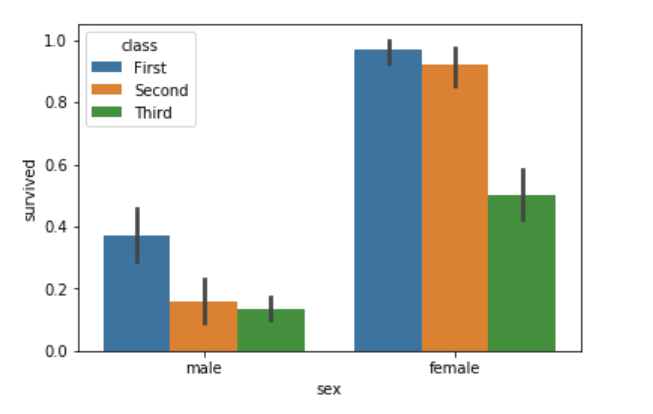 1.0
0.8
0.6
0.4
0.2
0.0
survived
class
First
Second
Third
male
female
sex